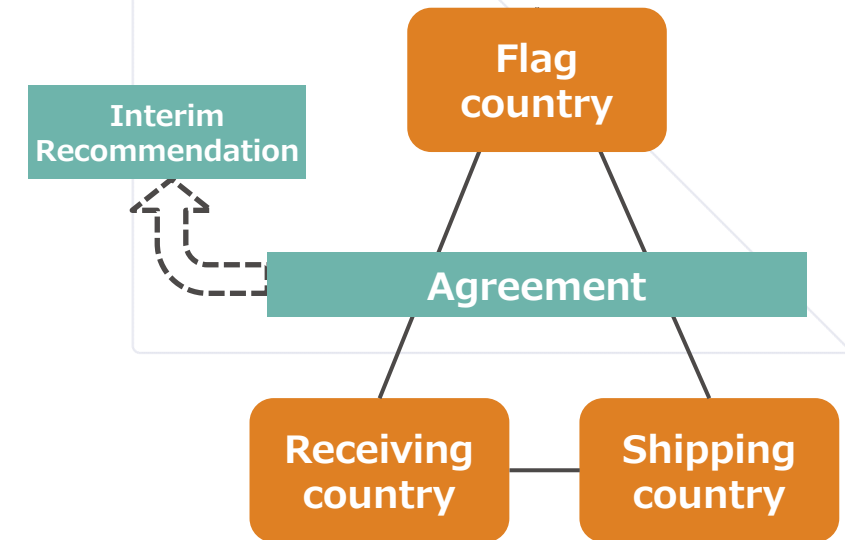 Flag
country
Interim
Recommendation
Agreement
Receiving
country
Shipping
country